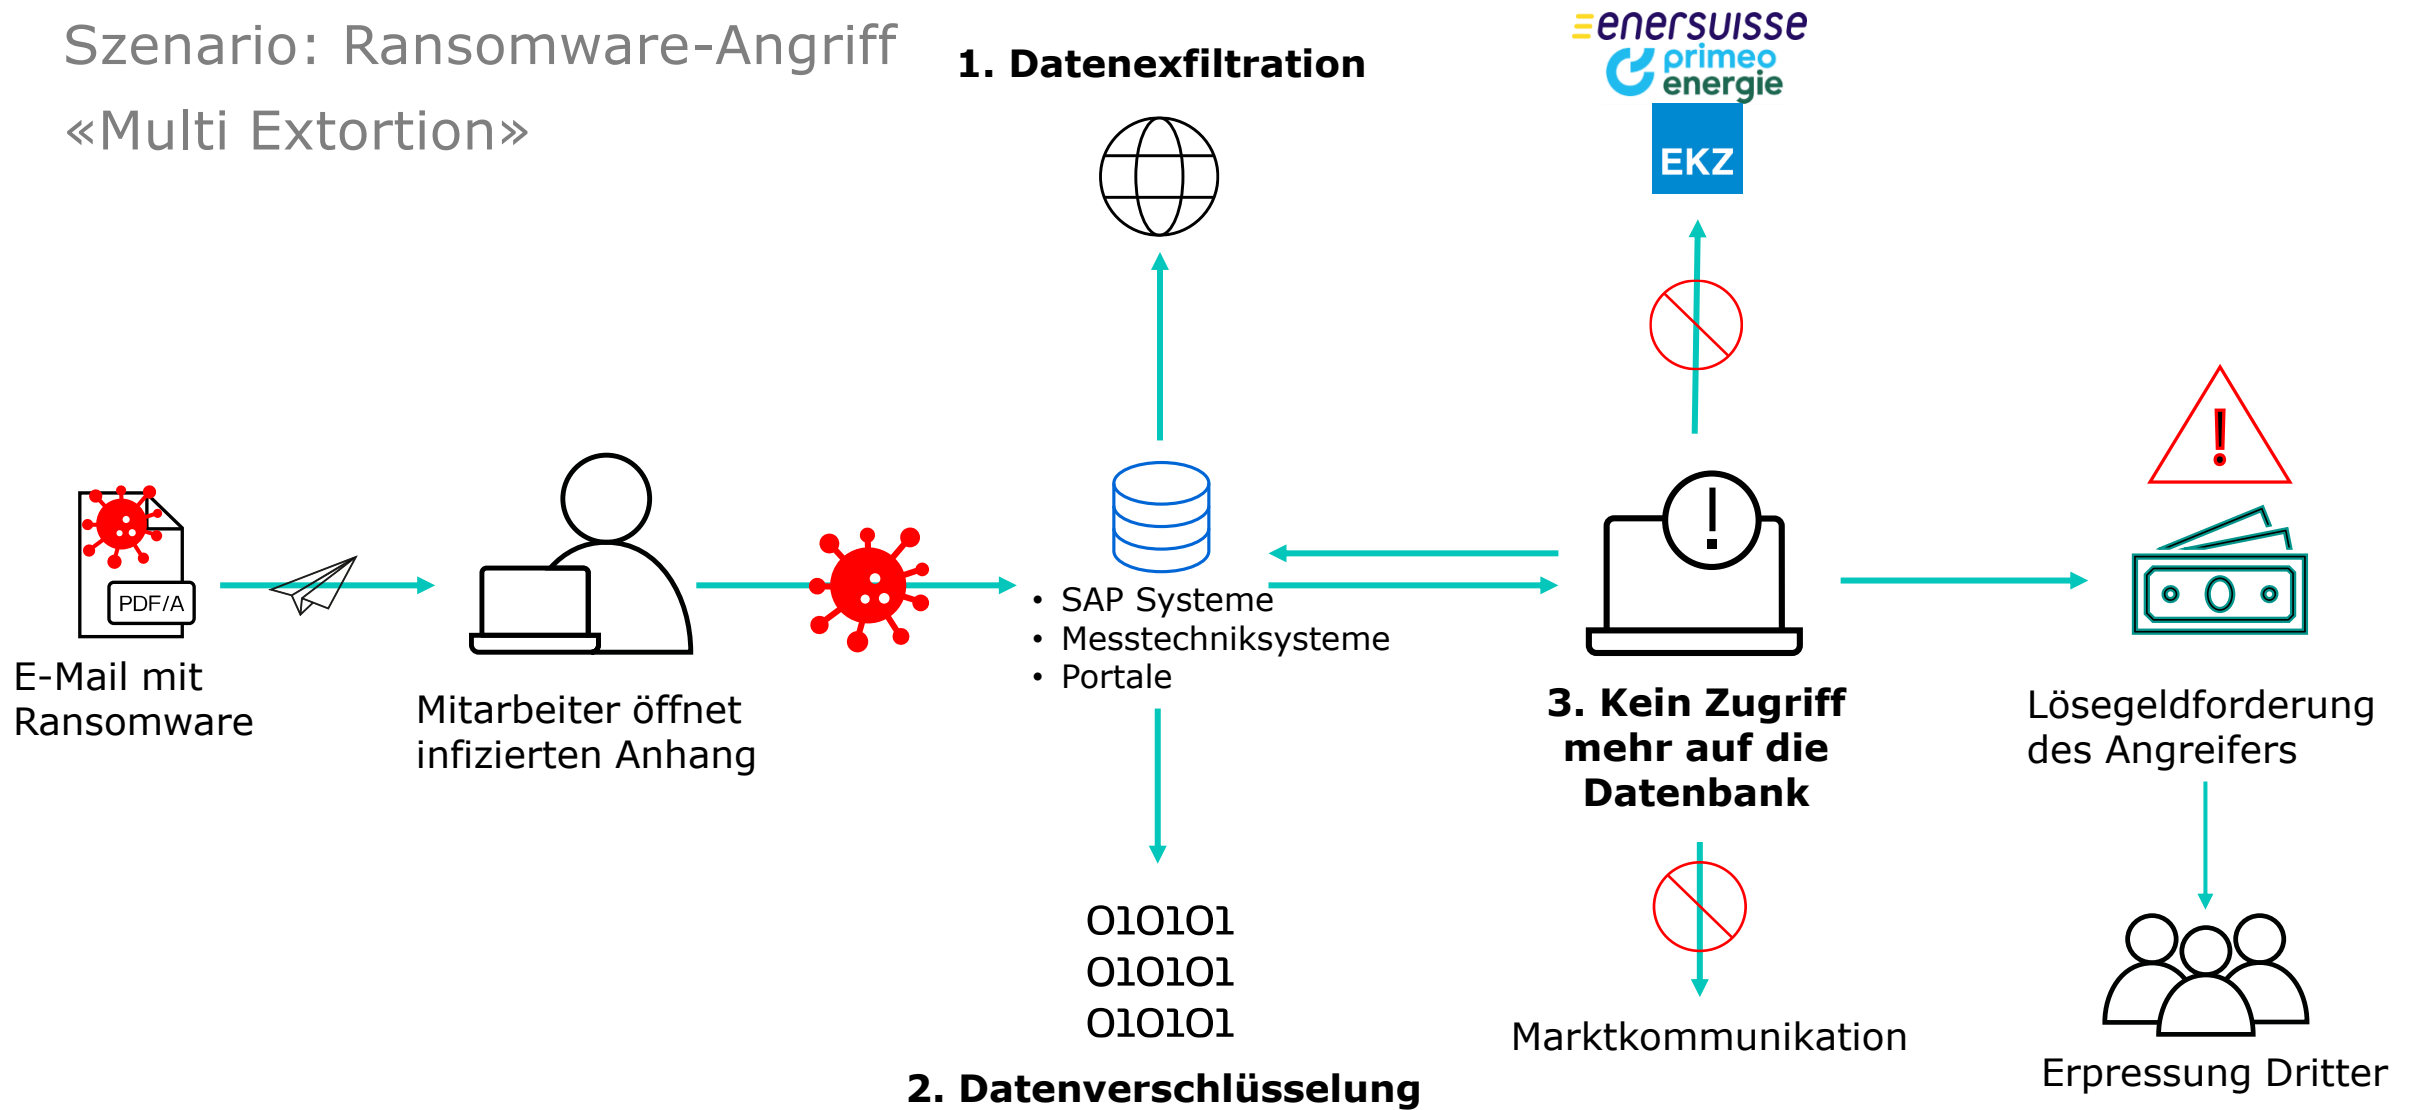 Szenario: Ransomware-Angriff
«Multi Extortion»
1. Datenexfiltration
enersuisse
primeo
energie
EKZ
PDF/A
E-Mail mit
Ransomware
Mitarbeiter öffnet
infizierten Anhang
• SAP Systeme
• Messtechniksysteme
• Portale
010101
010101
010101
2. Datenverschlüsselung
!
3. Kein Zugriff
mehr auf die
Datenbank
Marktkommunikation
!
Lösegeldforderung
des Angreifers
Erpressung Dritter